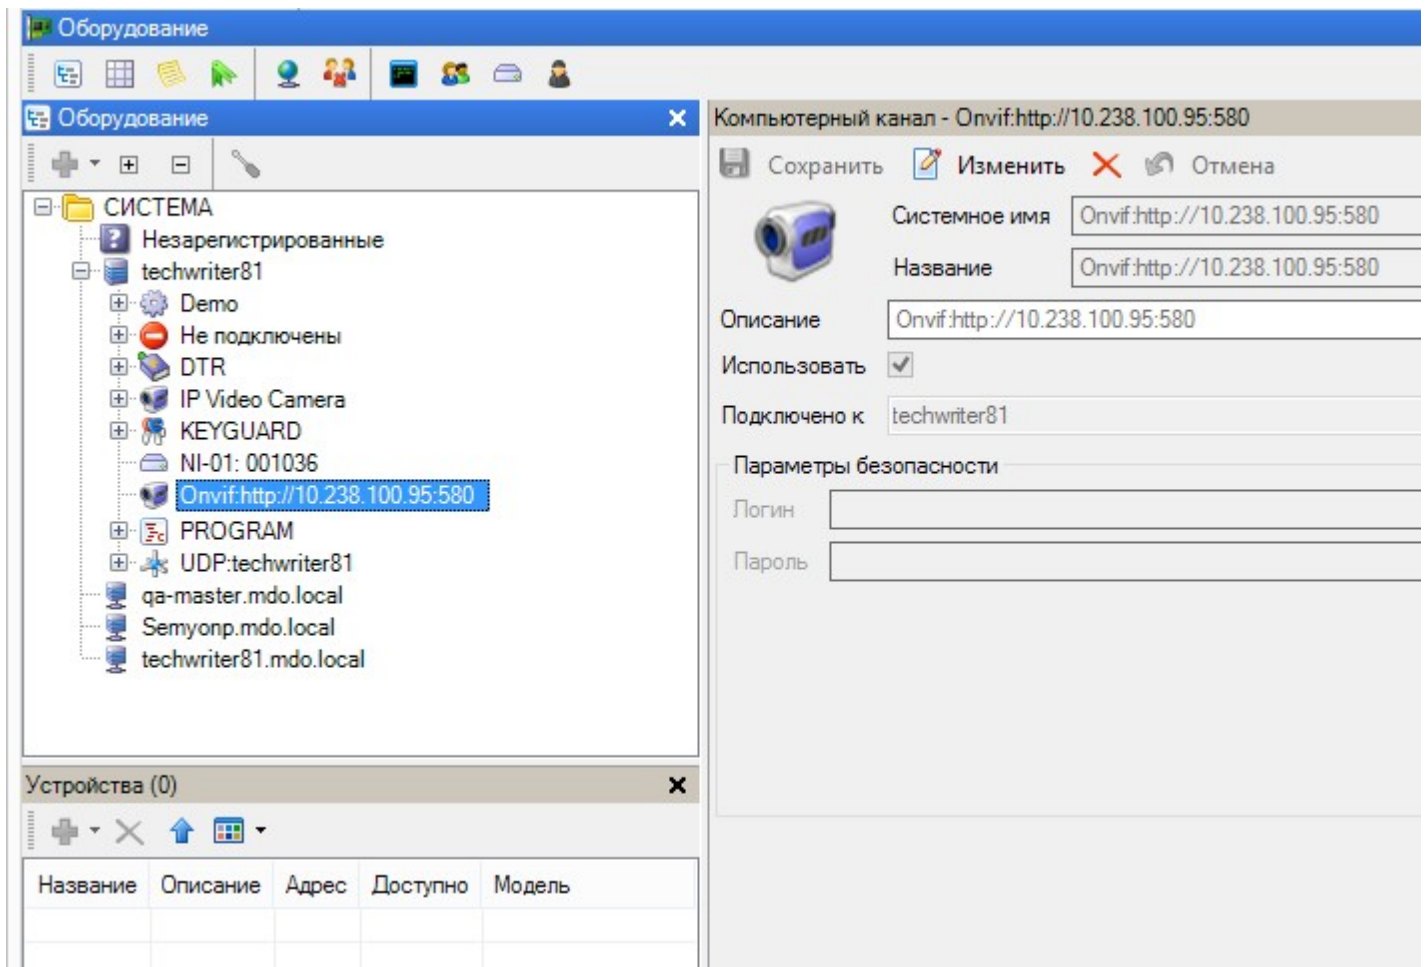 Оборудование
Оборудование
СИСТЕМА
Незарегистрированные
techwriter81
Demo
Не подключены
DTR
IP Video Camera
KEYGUARD
NI-01: 001036
Onvif:http://10.238.100.95:580
PROGRAM
UDP:techwriter81
qa-master.mdo.local
Semyonp.mdo.local
techwriter81.mdo.local
Устройства (0)
Название Описание Адрес Доступно Модель
Компьютерный канал - Onvif:http://10.238.100.95:580
Сохранить Изменить Отмена
Системное имя Onvif:http://10.238.100.95:580
Название Onvif:http://10.238.100.95:580
Описание Onvif:http://10.238.100.95:580
Использовать
Подключено к techwriter81
Параметры безопасности
Логин
Пароль